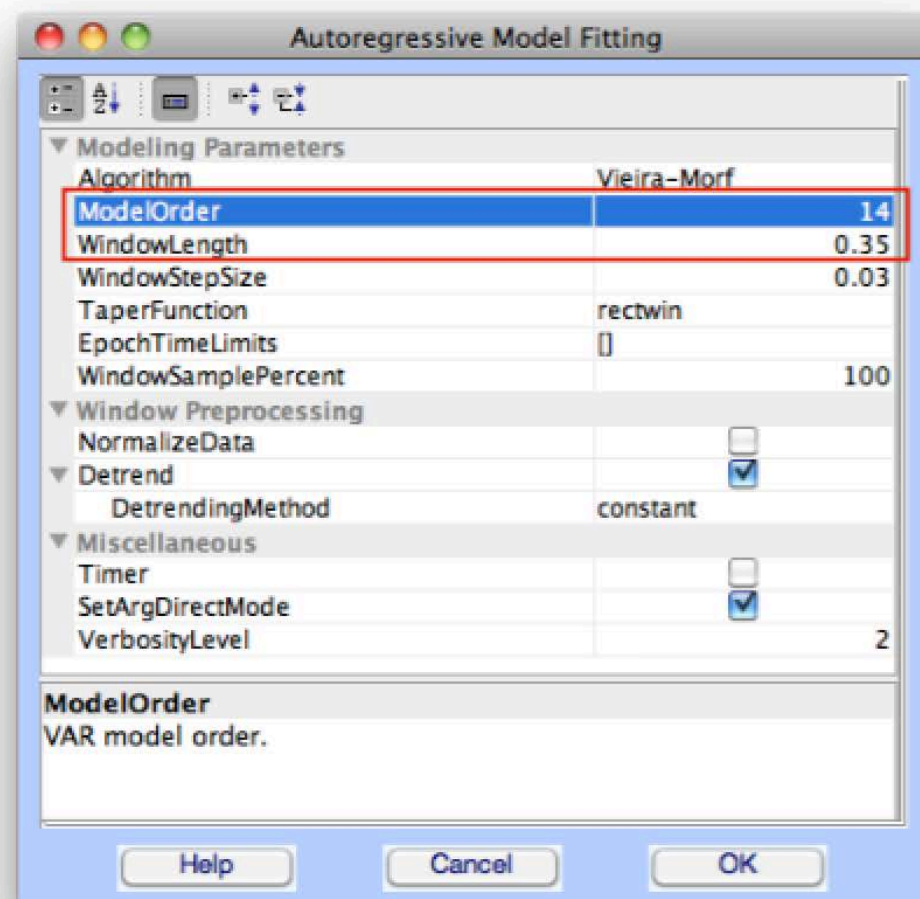 Autoregressive Model Fitting
Modeling Parameters
Algorithm Vieira-Morf
ModelOrder 14
WindowLength 0.35
WindowStepSize 0.03
TaperFunction rectwin
EpochTimeLimits []
WindowSamplePercent 100
Window Preprocessing
NormalizeData
Detrend
DetrendingMethod constant
Miscellaneous
Timer
SetArgDirectMode
VerbosityLevel 2
ModelOrder
VAR model order.
Help Cancel OK